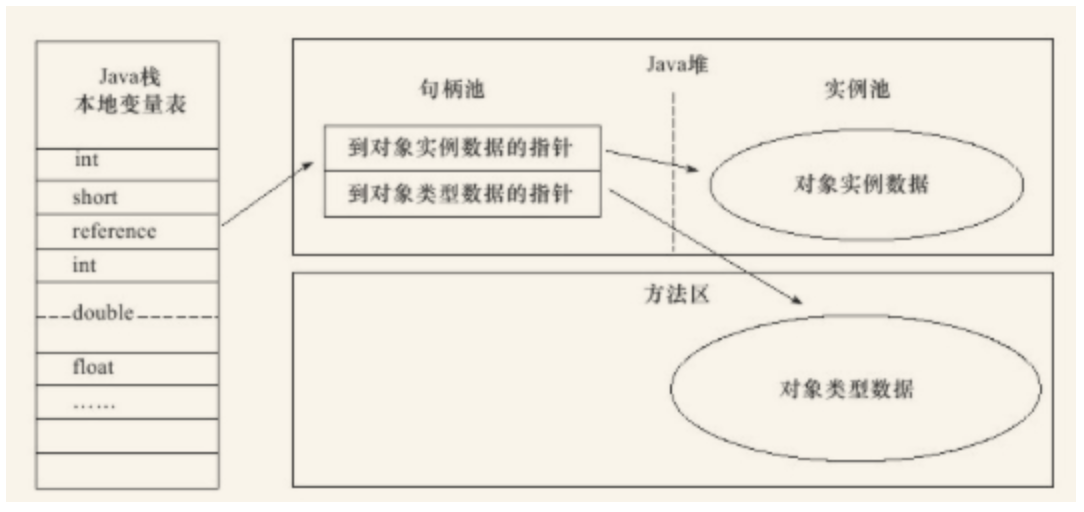 Java栈
本地变量表
int
short
reference
int
double
float
……
Java堆
句柄池
实例池
到对象实例数据的指针
到对象类型数据的指针
对象实例数据
方法区
对象类型数据